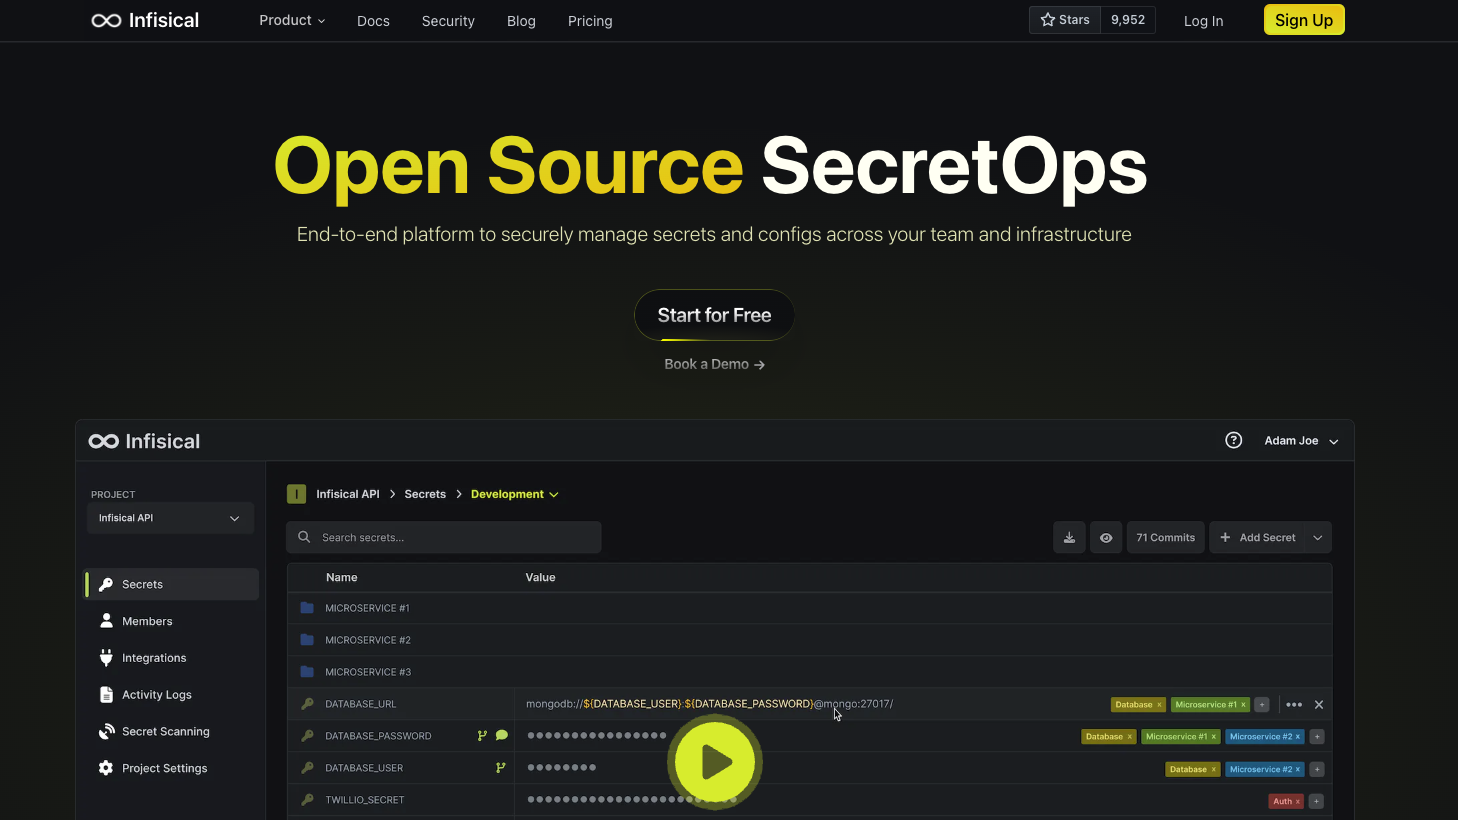 Infisical
Product
Docs
Security
Blog
Pricing
Stars
9,952
Log In
Sign Up
Open Source SecretOps
End-to-end platform to securely manage secrets and configs across your team and infrastructure
Start for Free
Book a Demo →
Infisical
?
Adam Joe
PROJECT
Infisical API
Secrets
Members
Integrations
Activity Logs
Secret Scanning
Project Settings
I
Infisical API > Secrets > Development
Search secrets...
71 Commits
+ Add Secret
Name
Value
MICROSERVICE #1
MICROSERVICE #2
MICROSERVICE #3
DATABASE_URL
mongodb://${DATABASE_USER}:${DATABASE_PASSWORD}@mongo:27017/
Database ×
Microservice #1 ×
+
DATABASE_PASSWORD
Database ×
Microservice #1 ×
Microservice #2 ×
+
DATABASE_USER
Database ×
Microservice #2 ×
+
TWILLIO_SECRET
Auth ×
+